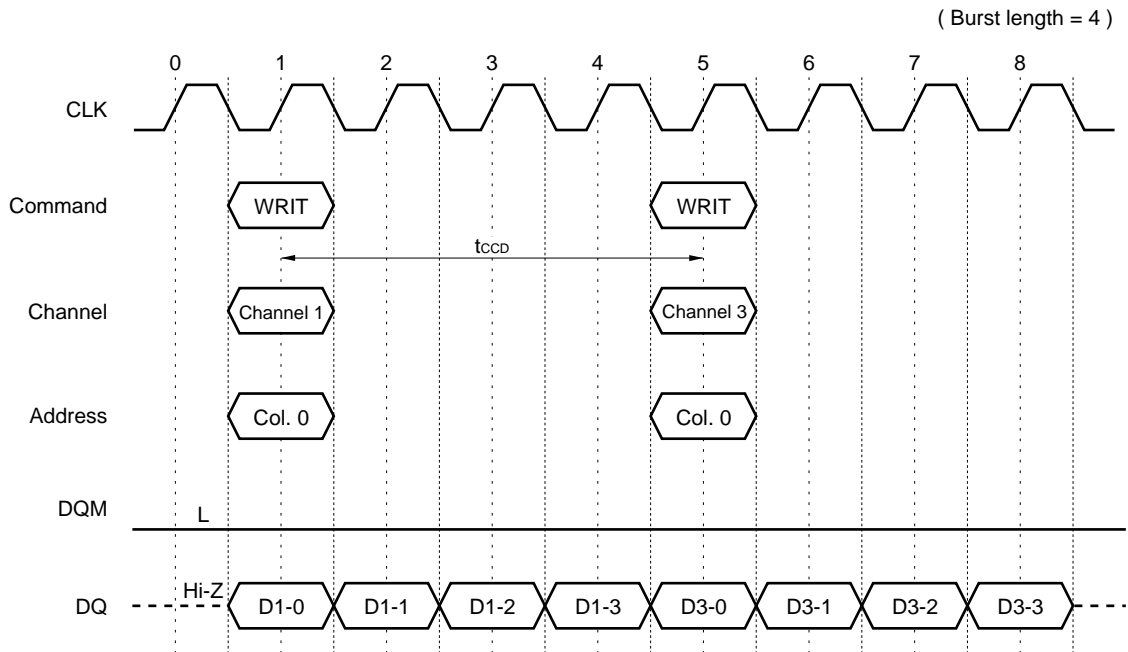 ( Burst length = 4 )
0 1 2 3 4 5 6 7 8
CLK
Command WRIT WRIT
tCCD
Channel Channel 1 Channel 3
Address Col. 0 Col. 0
DQM L
DQ Hi-Z D1-0 D1-1 D1-2 D1-3 D3-0 D3-1 D3-2 D3-3